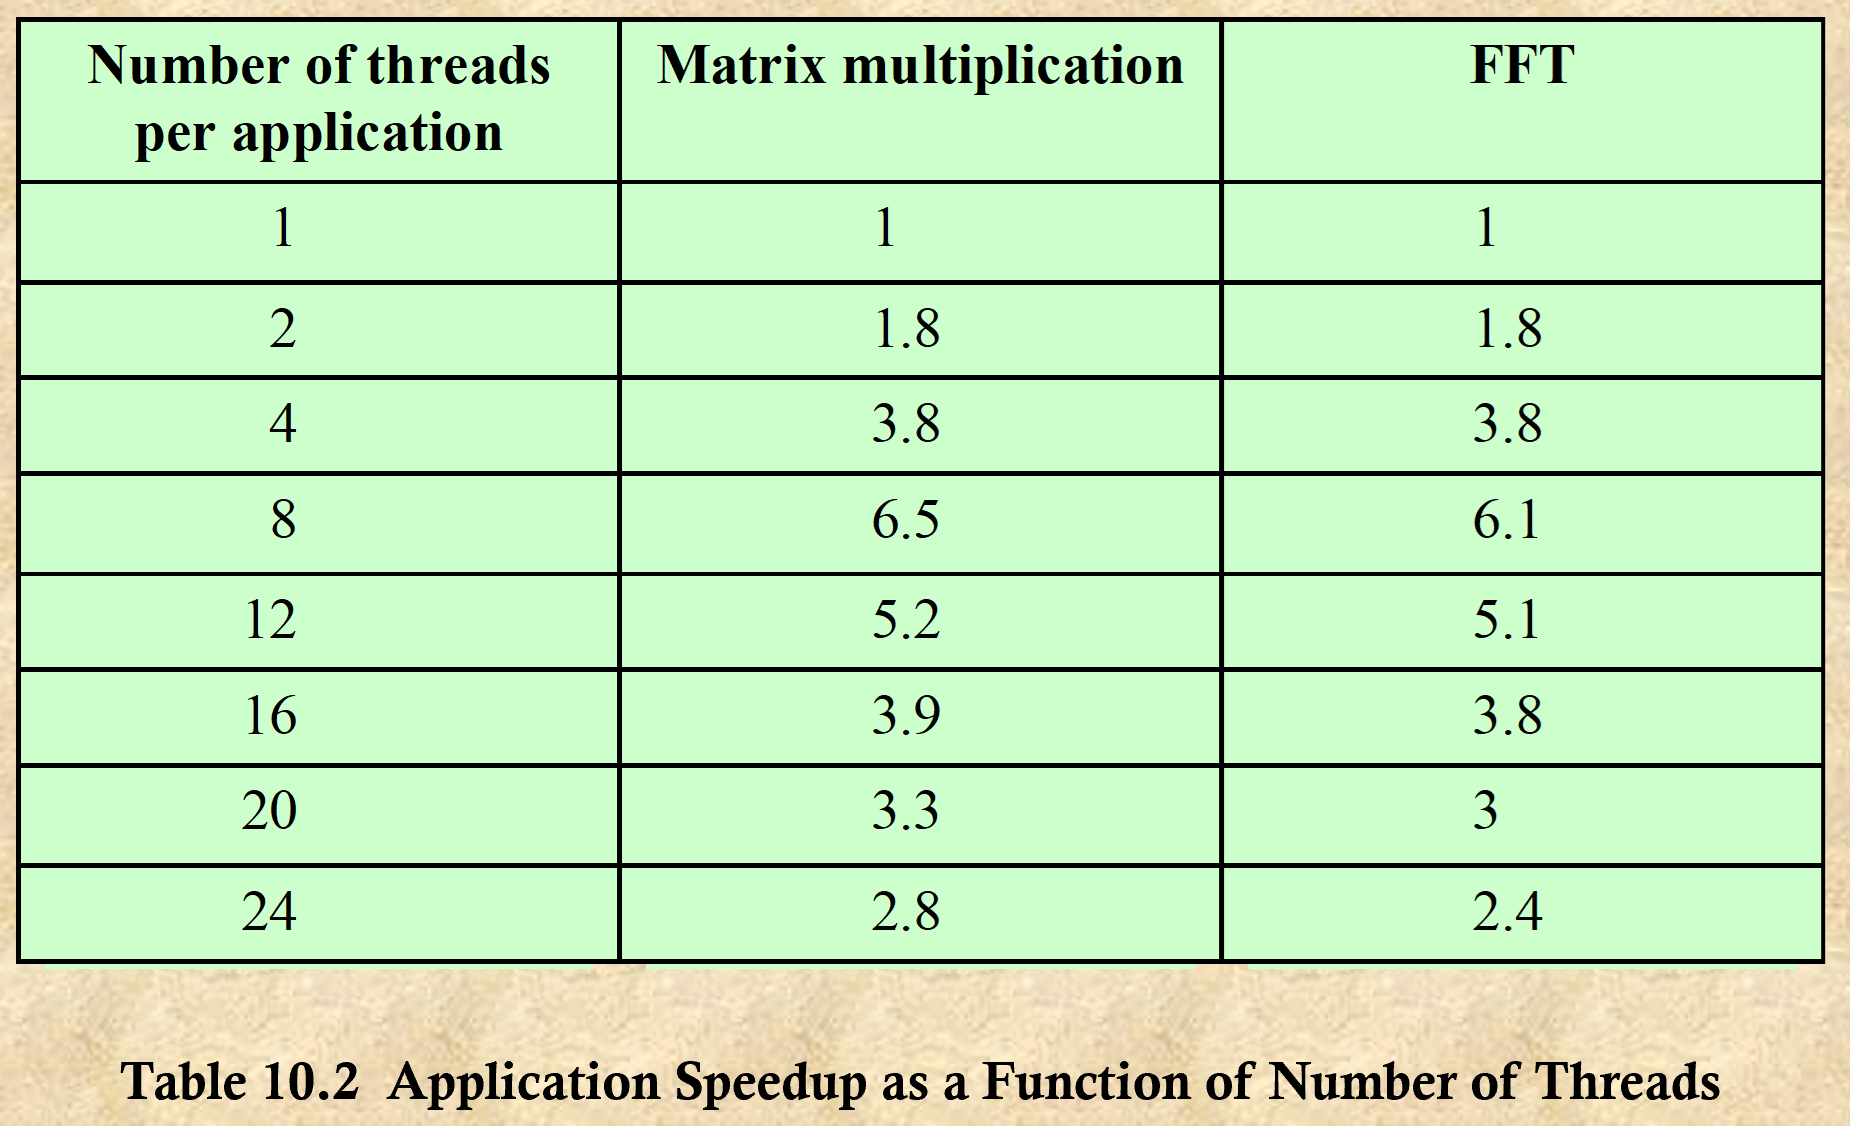 Number of threads per application Matrix multiplication FFT
1 1 1
2 1.8 1.8
4 3.8 3.8
8 6.5 6.1
12 5.2 5.1
16 3.9 3.8
20 3.3 3
24 2.8 2.4
Table 10.2 Application Speedup as a Function of Number of Threads